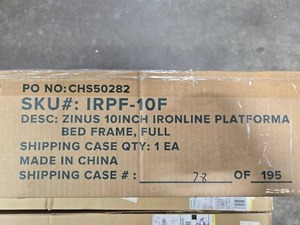 PO NO:CHS50282
SKU#: IRPF-10F
DESC: ZINUS 10INCH IRONLINE PLATFORMA
BED FRAME, FULL
SHIPPING CASE QTY: 1 EA
MADE IN CHINA
SHIPPING CASE #: 78 OF 195